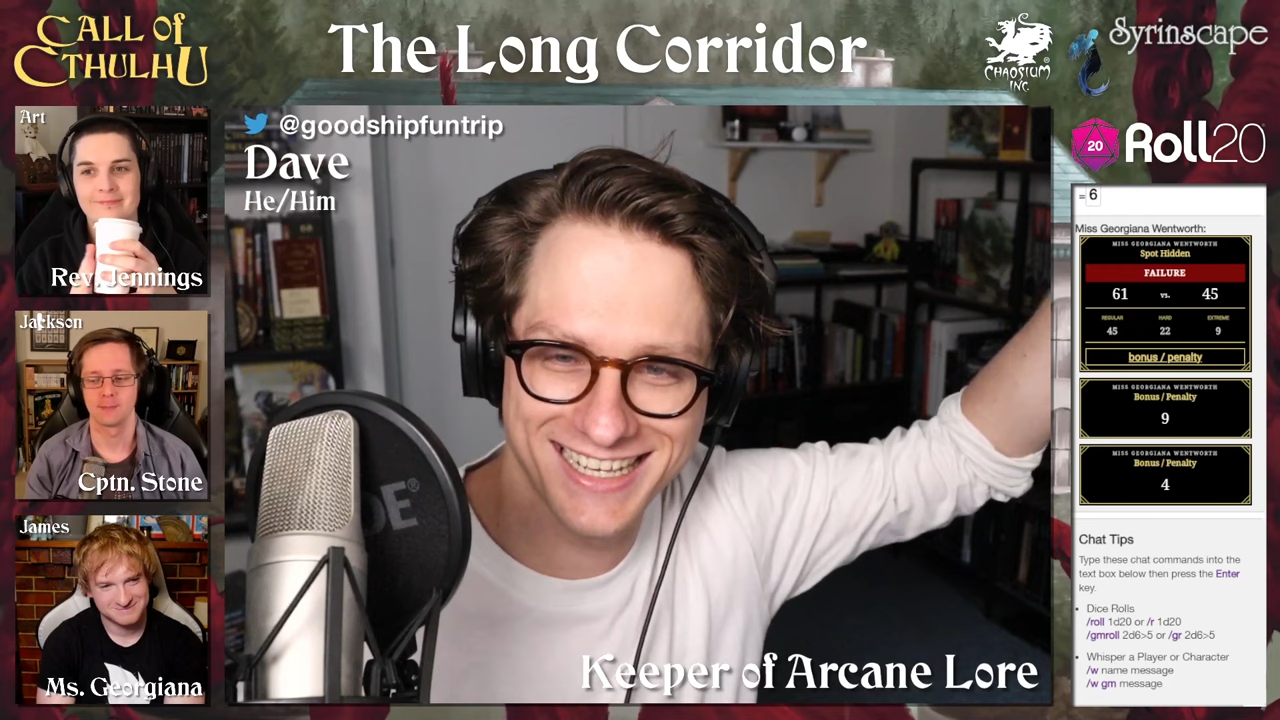 CALL of
CTHULHU
The Long Corridor
CHAOSIUM
INC
Syrinscape
Art
Rev. Jennings
Jackson
Cptn. Stone
James
Ms. Georgiana
@goodshipfuntrip
Dave
He/Him
DE®
Keeper of Arcane Lore
20
Roll20
= 6
Miss Georgiana Wentworth:
MISS GEORGIANA WENTWORTH
Spot Hidden
FAILURE
61 vs. 45
REGULAR HARD EXTREME
45 22 9
bonus / penalty
MISS GEORGIANA WENTWORTH
Bonus / Penalty
9
MISS GEORGIANA WENTWORTH
Bonus / Penalty
4
Chat Tips
Type these chat commands into the
text box below then press the Enter
key.
• Dice Rolls
/roll 1d20 or /r 1d20
/gmroll 2d6>5 or /gr 2d6>5
• Whisper a Player or Character
/w name message
/w gm message